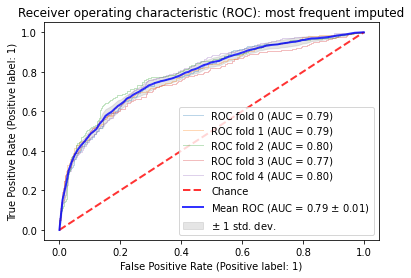 Receiver operating characteristic (ROC): most frequent imputed
True Positive Rate (Positive label: 1)
1.0
0.8
0.6
0.4
0.2
0.0
ROC fold 0 (AUC = 0.79)
ROC fold 1 (AUC = 0.79)
ROC fold 2 (AUC = 0.80)
ROC fold 3 (AUC = 0.77)
ROC fold 4 (AUC = 0.80)
Chance
Mean ROC (AUC = 0.79 ± 0.01)
± 1 std. dev.
0.0 0.2 0.4 0.6 0.8 1.0
False Positive Rate (Positive label: 1)